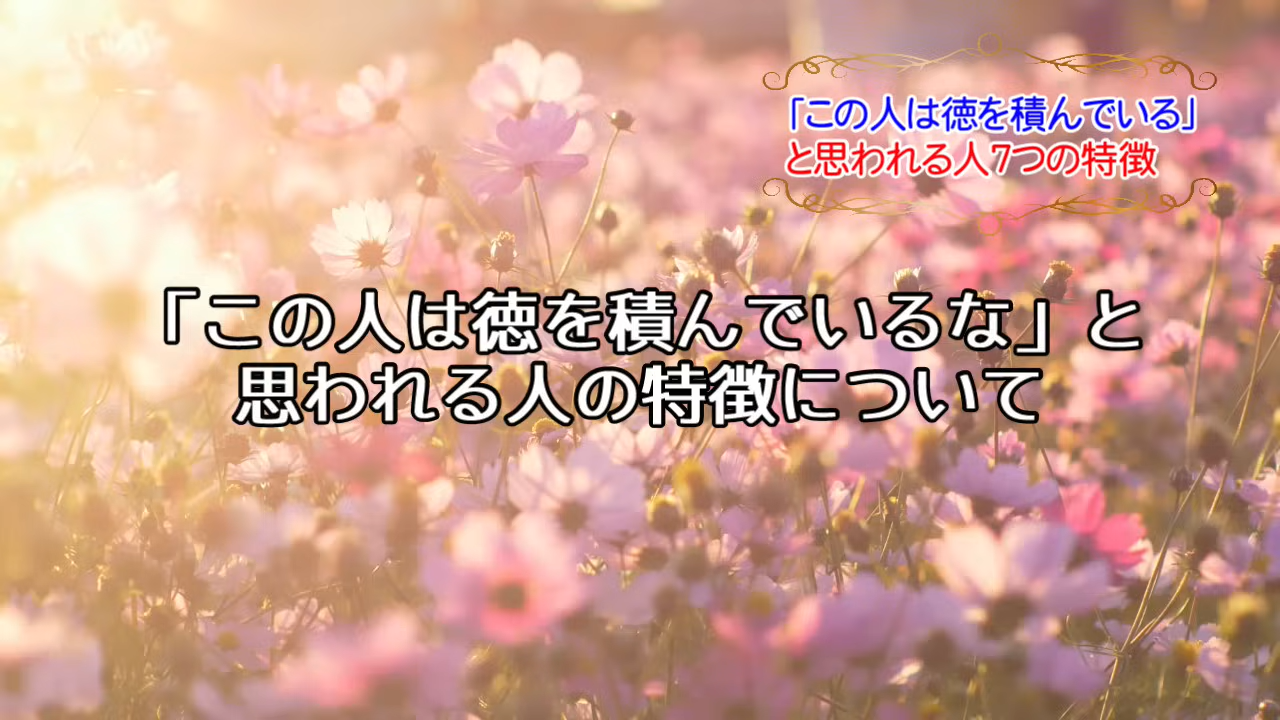 「この人は徳を積んでいる」
と思われる人7つの特徴
「この人は徳を積んでいるな」と
思われる人の特徴について